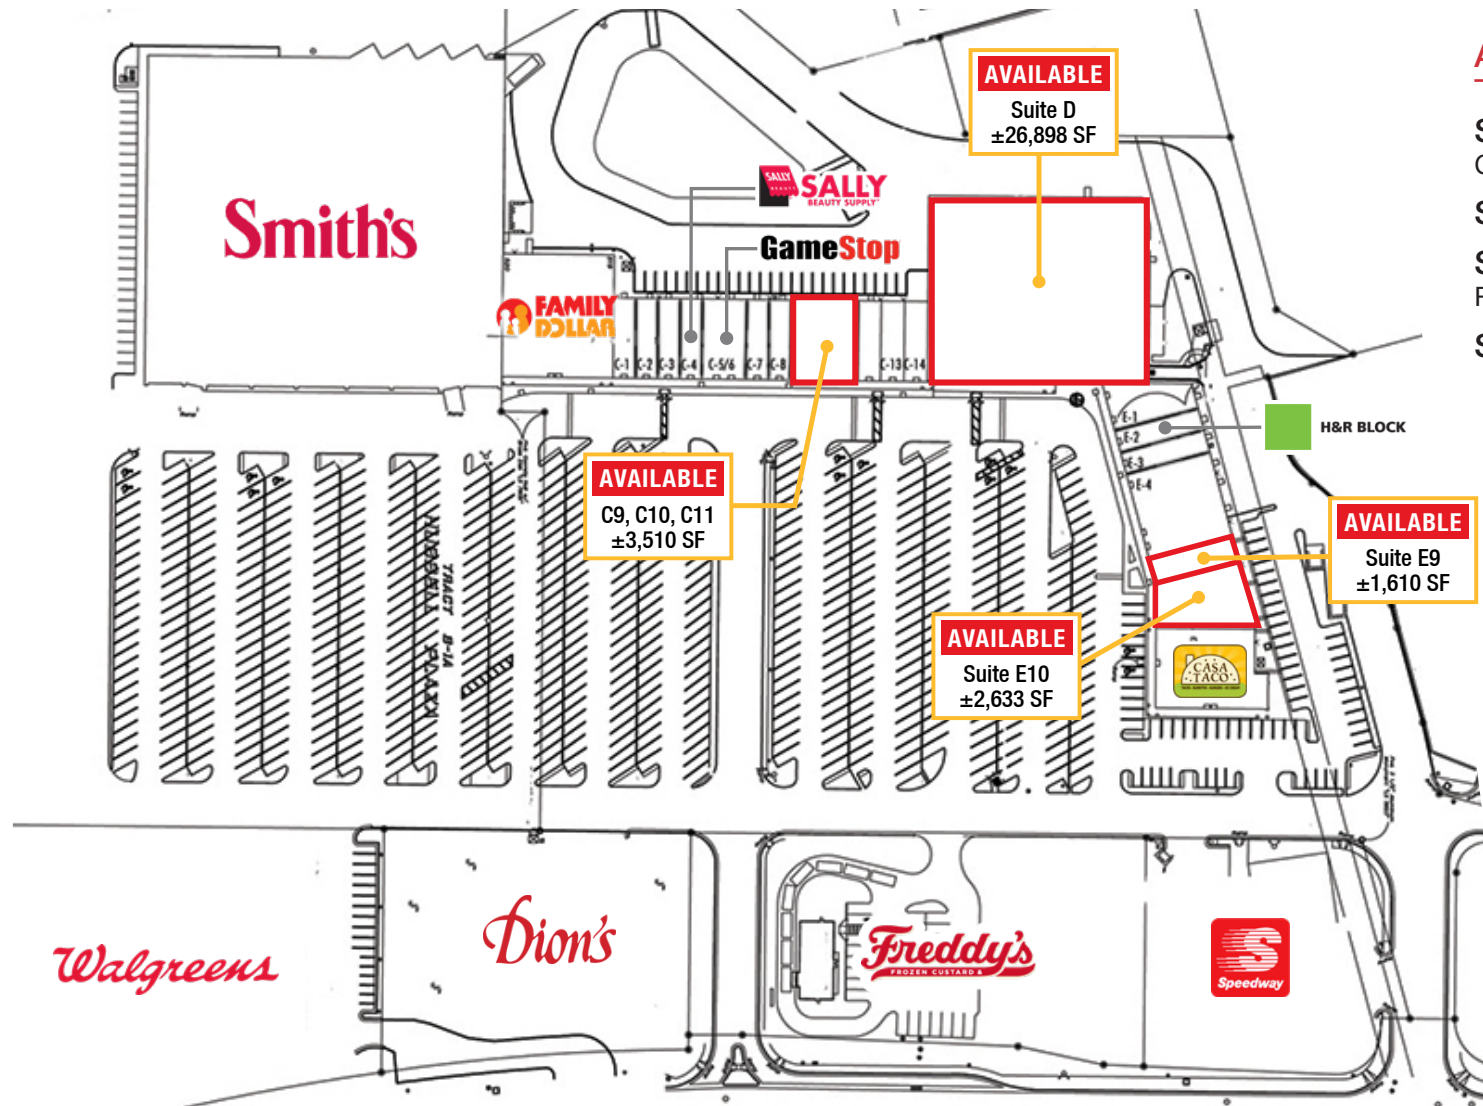 AVAILABLE
Suite D
±26,898 SF
SALLY
BEAUTY
SALLY
BEAUTY SUPPLY
GameStop
Smith's
FAMILY
DOLLAR
C-1
C-2
C-3
C-4
C-5/6
C-7
C-8
C-13
C-14
E-1
E-2
E-3
E-4
H&R BLOCK
AVAILABLE
C9, C10, C11
±3,510 SF
AVAILABLE
Suite E9
±1,610 SF
AVAILABLE
Suite E10
±2,633 SF
TRACT B-1A
CASA
TACO
Walgreens
Dion's
Freddy's
FROZEN CUSTARD &
Speedway